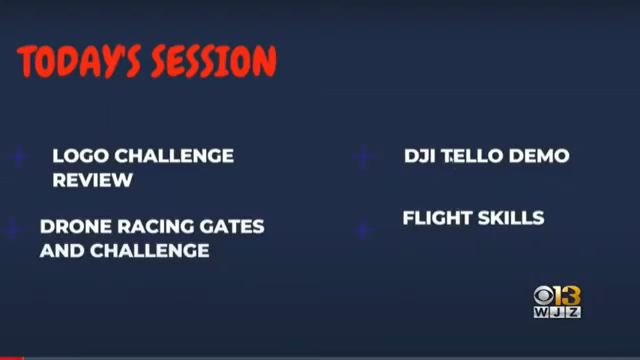 TODAY'S SESSION
LOGO CHALLENGE
REVIEW
DRONE RACING GATES
AND CHALLENGE
DJI TELLO DEMO
FLIGHT SKILLS
13
WJZ